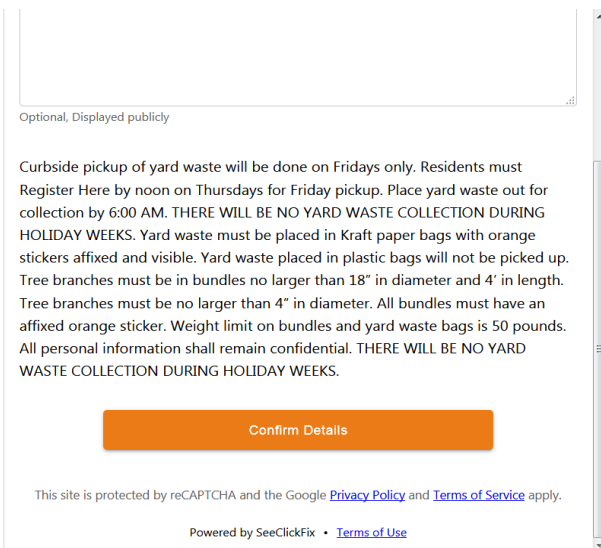 Optional, Displayed publicly
Curbside pickup of yard waste will be done on Fridays only. Residents must
Register Here by noon on Thursdays for Friday pickup. Place yard waste out for
collection by 6:00 AM. THERE WILL BE NO YARD WASTE COLLECTION DURING
HOLIDAY WEEKS. Yard waste must be placed in Kraft paper bags with orange
stickers affixed and visible. Yard waste placed in plastic bags will not be picked up.
Tree branches must be in bundles no larger than 18” in diameter and 4’ in length.
Tree branches must be no larger than 4” in diameter. All bundles must have an
affixed orange sticker. Weight limit on bundles and yard waste bags is 50 pounds.
All personal information shall remain confidential. THERE WILL BE NO YARD
WASTE COLLECTION DURING HOLIDAY WEEKS.
Confirm Details
This site is protected by reCAPTCHA and the Google Privacy Policy and Terms of Service apply.
Powered by SeeClickFix • Terms of Use